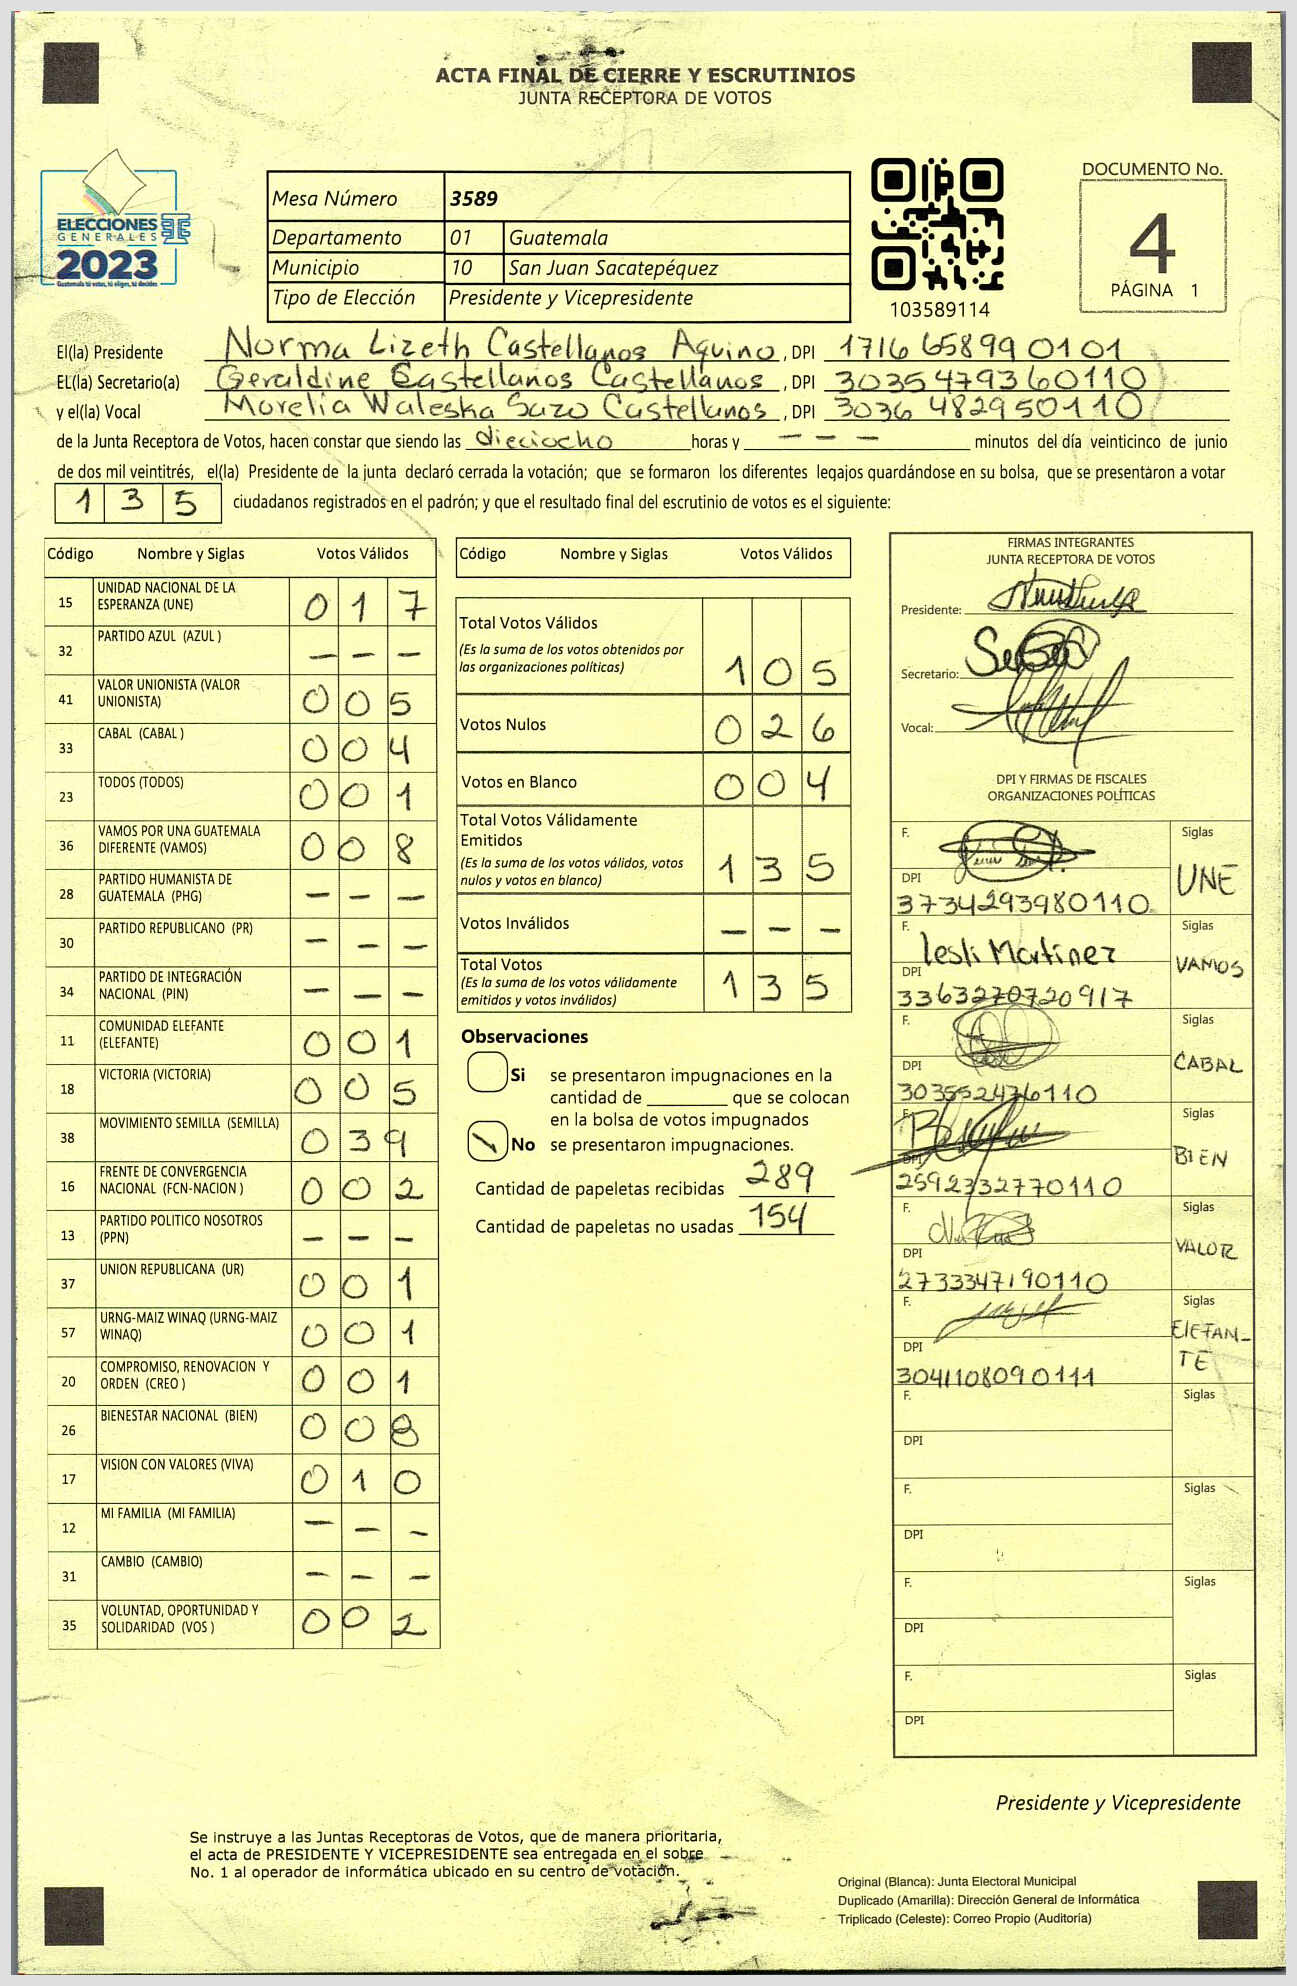 ACTA FINAL DE CIERRE Y ESCRUTINIOS
JUNTA RECEPTORA DE VOTOS
ELECCIONES
GENERALES
2023
Guatemala tú votas, tú eliges, tú decides
Mesa Número 3589
Departamento 01 Guatemala
Municipio 10 San Juan Sacatepéquez
Tipo de Elección Presidente y Vicepresidente
103589114
DOCUMENTO No.
4
PÁGINA 1
El(la) Presidente Norma Lizeth Castellanos Aquino, DPI 1716 65899 0101
EL(la) Secretario(a) Geraldine Castellanos Castellanos, DPI 3035479360110
y el(la) Vocal Morelia Waleska Sazo Castellanos, DPI 3036 482950110
de la Junta Receptora de Votos, hacen constar que siendo las dieciocho horas y - - - minutos del día veinticinco de junio
de dos mil veintitrés, el(la) Presidente de la junta declaró cerrada la votación; que se formaron los diferentes legajos guardándose en su bolsa, que se presentaron a votar
1 3 5 ciudadanos registrados en el padrón; y que el resultado final del escrutinio de votos es el siguiente:
Código Nombre y Siglas Votos Válidos
15 UNIDAD NACIONAL DE LA ESPERANZA (UNE) 0 1 7
32 PARTIDO AZUL (AZUL ) - - -
41 VALOR UNIONISTA (VALOR UNIONISTA) 0 0 5
33 CABAL (CABAL ) 0 0 4
23 TODOS (TODOS) 0 0 1
36 VAMOS POR UNA GUATEMALA DIFERENTE (VAMOS) 0 0 8
28 PARTIDO HUMANISTA DE GUATEMALA (PHG) - - -
30 PARTIDO REPUBLICANO (PR) - - -
34 PARTIDO DE INTEGRACIÓN NACIONAL (PIN) - - -
11 COMUNIDAD ELEFANTE (ELEFANTE) 0 0 1
18 VICTORIA (VICTORIA) 0 0 5
38 MOVIMIENTO SEMILLA (SEMILLA) 0 3 9
16 FRENTE DE CONVERGENCIA NACIONAL (FCN-NACION ) 0 0 2
13 PARTIDO POLITICO NOSOTROS (PPN) - - -
37 UNION REPUBLICANA (UR) 0 0 1
57 URNG-MAIZ WINAQ (URNG-MAIZ WINAQ) 0 0 1
20 COMPROMISO, RENOVACION Y ORDEN (CREO ) 0 0 1
26 BIENESTAR NACIONAL (BIEN) 0 0 8
17 VISION CON VALORES (VIVA) 0 1 0
12 MI FAMILIA (MI FAMILIA) - - -
31 CAMBIO (CAMBIO) - - -
35 VOLUNTAD, OPORTUNIDAD Y SOLIDARIDAD (VOS ) 0 0 2
Código Nombre y Siglas Votos Válidos
Total Votos Válidos
(Es la suma de los votos obtenidos por
las organizaciones políticas) 1 0 5
Votos Nulos 0 2 6
Votos en Blanco 0 0 4
Total Votos Válidamente
Emitidos
(Es la suma de los votos válidos, votos
nulos y votos en blanco) 1 3 5
Votos Inválidos - - -
Total Votos
(Es la suma de los votos válidamente
emitidos y votos inválidos) 1 3 5
Observaciones
Si se presentaron impugnaciones en la
cantidad de ________ que se colocan
en la bolsa de votos impugnados
No se presentaron impugnaciones.
Cantidad de papeletas recibidas 289
Cantidad de papeletas no usadas 154
FIRMAS INTEGRANTES
JUNTA RECEPTORA DE VOTOS
Presidente:
Secretario:
Vocal:
DPI Y FIRMAS DE FISCALES
ORGANIZACIONES POLÍTICAS
F. Siglas
DPI UNE
3734293980110
F. Lesli Martinez Siglas
DPI VAMOS
3363270720917
F. Siglas
DPI CABAL
303552436110
F. Siglas
DPI BIEN
2592332770110
F. Siglas
DPI VALOR
2733347190110
F. Siglas
DPI ElEFAN-
TE
3041108090111
F. Siglas
DPI
F. Siglas
DPI
F. Siglas
DPI
F. Siglas
DPI
Presidente y Vicepresidente
Se instruye a las Juntas Receptoras de Votos, que de manera prioritaria,
el acta de PRESIDENTE Y VICEPRESIDENTE sea entregada en el sobre
No. 1 al operador de informática ubicado en su centro de votación.
Original (Blanca): Junta Electoral Municipal
Duplicado (Amarilla): Dirección General de Informática
Triplicado (Celeste): Correo Propio (Auditoría)